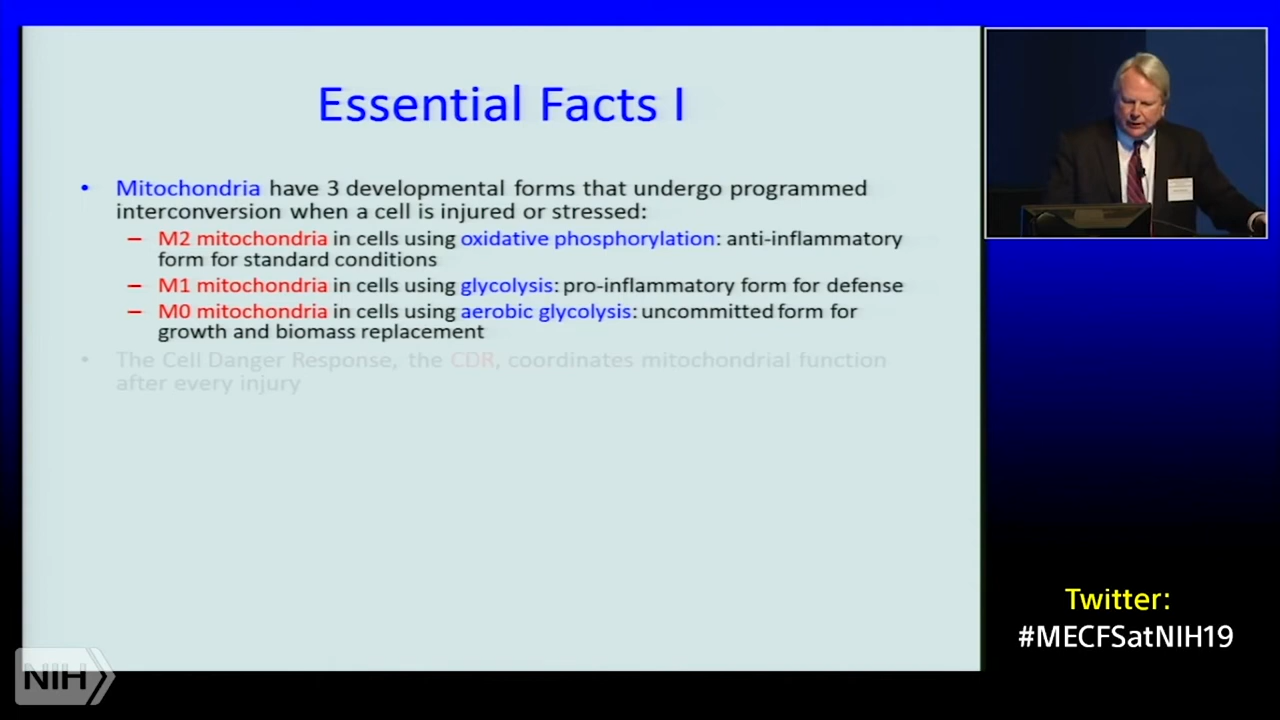 Essential Facts I
• Mitochondria have 3 developmental forms that undergo programmed
interconversion when a cell is injured or stressed:
– M2 mitochondria in cells using oxidative phosphorylation: anti-inflammatory
form for standard conditions
– M1 mitochondria in cells using glycolysis: pro-inflammatory form for defense
– M0 mitochondria in cells using aerobic glycolysis: uncommitted form for
growth and biomass replacement
• The Cell Danger Response, the CDR, coordinates mitochondrial function
after every injury
Twitter:
#MECFSatNIH19
NIH